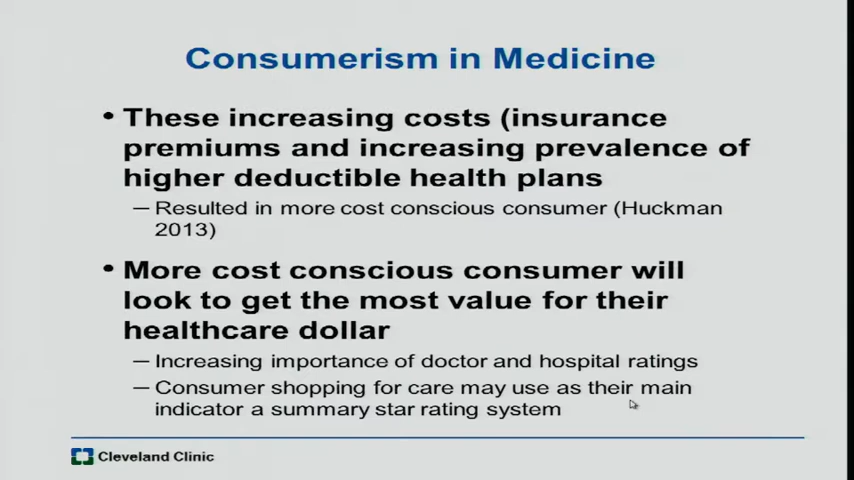 Consumerism in Medicine
• These increasing costs (insurance
premiums and increasing prevalence of
higher deductible health plans
– Resulted in more cost conscious consumer (Huckman
2013)
• More cost conscious consumer will
look to get the most value for their
healthcare dollar
– Increasing importance of doctor and hospital ratings
– Consumer shopping for care may use as their main
indicator a summary star rating system
Cleveland Clinic